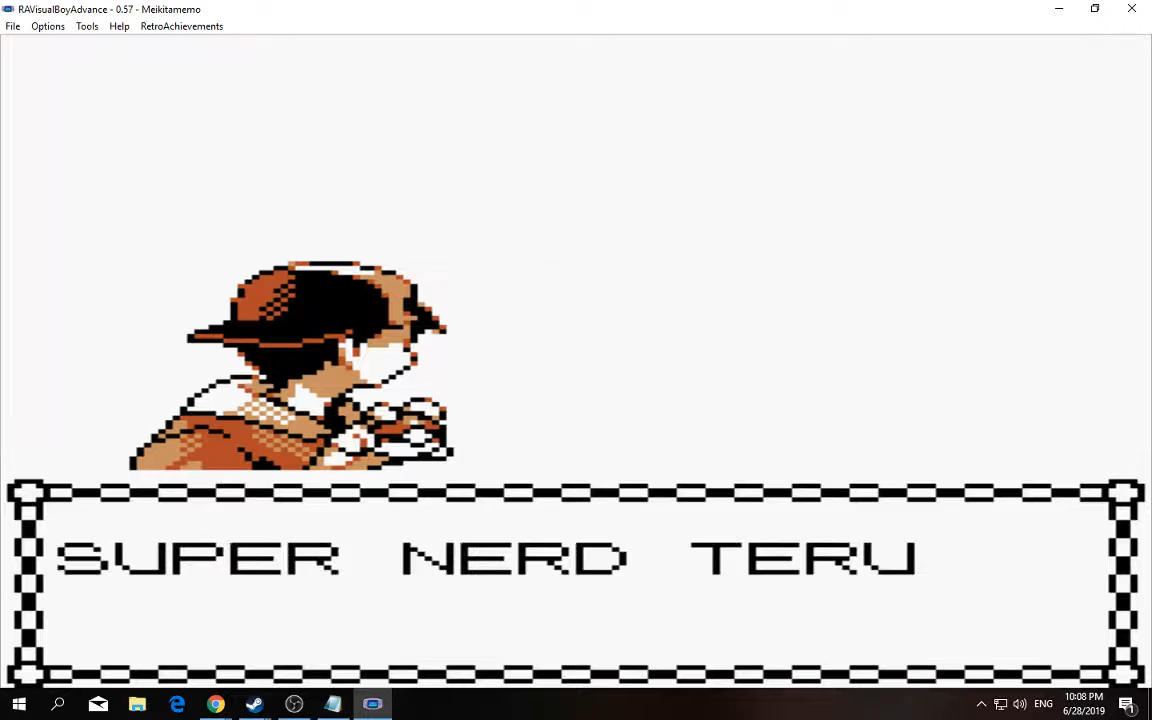 RAVisualBoyAdvance - 0.57 - Meikitamemo
File Options Tools Help RetroAchievements
SUPER NERD TERU
ENG
10:08 PM
6/28/2019
1